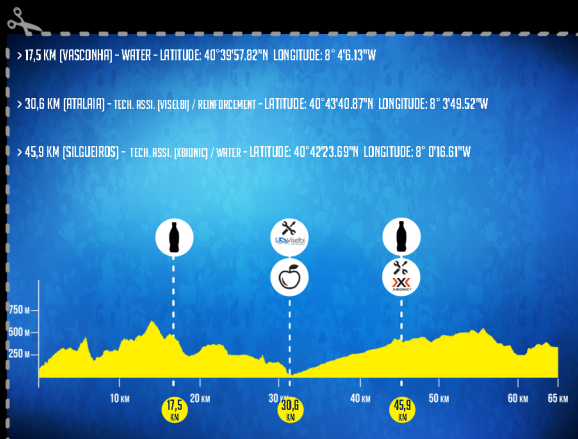 > 17,5 KM (VASCONHA) - WATER - LATITUDE: 40°39'57.82"N LONGITUDE: 8° 4'6.13"W
> 30,6 KM (ATALAIA) - TECH. ASSI. (VISELBI) / REINFORCEMENT - LATITUDE: 40°43'40.87"N LONGITUDE: 8° 3'49.52"W
> 45,9 KM (SILGUEIROS) - TECH. ASSI. (XBIONIC) / WATER - LATITUDE: 40°42'23.69"N LONGITUDE: 8° 0'16.61"W
Viselbi
X-BIONIC
750 M
500 M
250 M
10 KM
20 KM
30 KM
40 KM
50 KM
60 KM
65 KM
17,5 KM
30,6 KM
45,9 KM